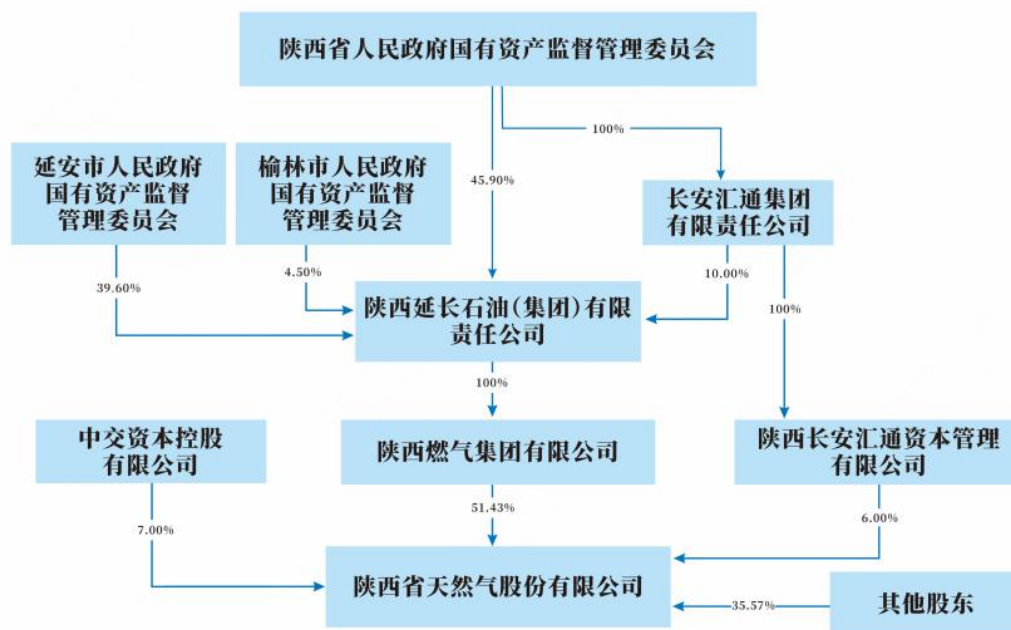 陕西省人民政府国有资产监督管理委员会
100%
延安市人民政府
国有资产监督
管理委员会
榆林市人民政府
国有资产监督
管理委员会
45.90%
长安汇通集团
有限责任公司
39.60%
4.50%
10.00%
陕西延长石油(集团)有限
责任公司
100%
100%
中交资本控股
有限公司
陕西燃气集团有限公司
陕西长安汇通资本管理
有限公司
7.00%
51.43%
6.00%
陕西省天然气股份有限公司
35.57%
其他股东